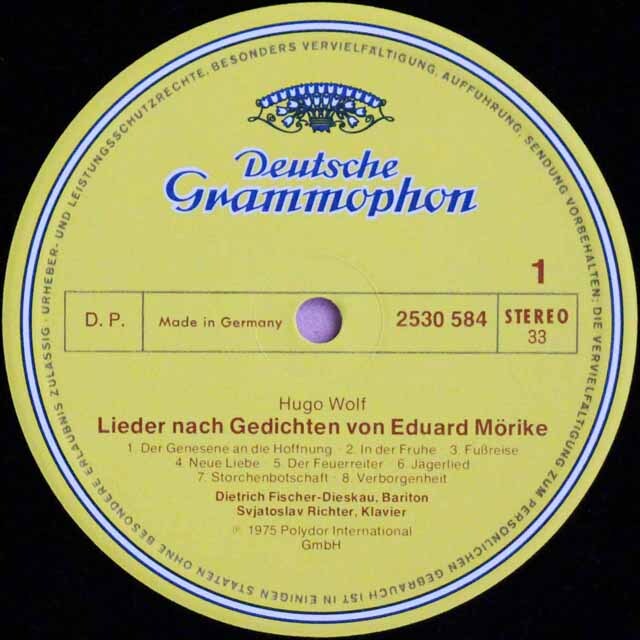 URHEBER- UND LEISTUNGSSCHUTZRECHTE, BESONDERS VERVIELFÄLTIGUNG, AUFFÜHRUNG, SENDUNG VORBEHALTEN; DIE VERVIELFÄLTIGUNG ZUM PERSÖNLICHEN GEBRAUCH IST IN EINIGEN STAATEN OHNE BESONDERE ERLAUBNIS ZULÄSSIG ·
Deutsche
Grammophon
1
D. P.
Made in Germany
2530 584
STEREO
33
Hugo Wolf
Lieder nach Gedichten von Eduard Mörike
1. Der Genesene an die Hoffnung · 2. In der Fruhe · 3. Fußreise
4. Neue Liebe · 5. Der Feuerreiter · 6. Jägerlied
7. Storchenbotschaft · 8. Verborgenheit
Dietrich Fischer-Dieskau, Bariton
Svjatoslav Richter, Klavier
℗ 1975 Polydor International
GmbH